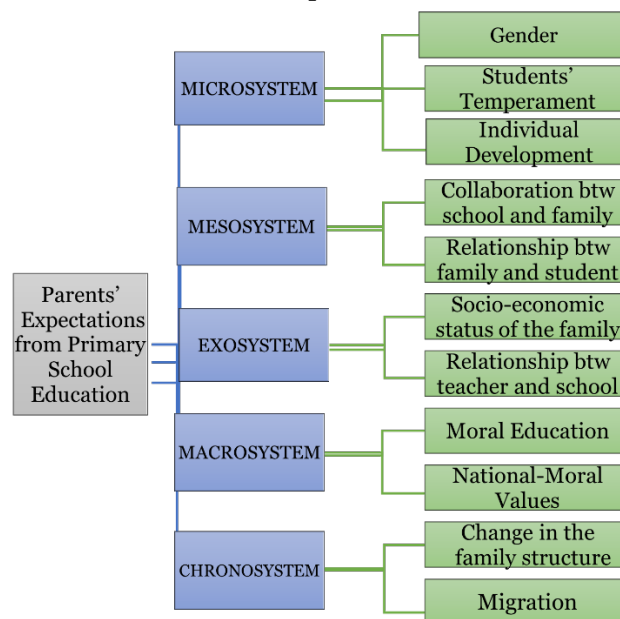 Gender
MICROSYSTEM
Students'
Temperament
Individual
Development
Collaboration btw
school and family
MESOSYSTEM
Relationship btw
family and student
Parents'
Expectations
from Primary
School
Education
Socio-economic
status of the family
EXOSYSTEM
Relationship btw
teacher and school
Moral Education
MACROSYSTEM
National-Moral
Values
Change in the
family structure
CHRONOSYSTEM
Migration